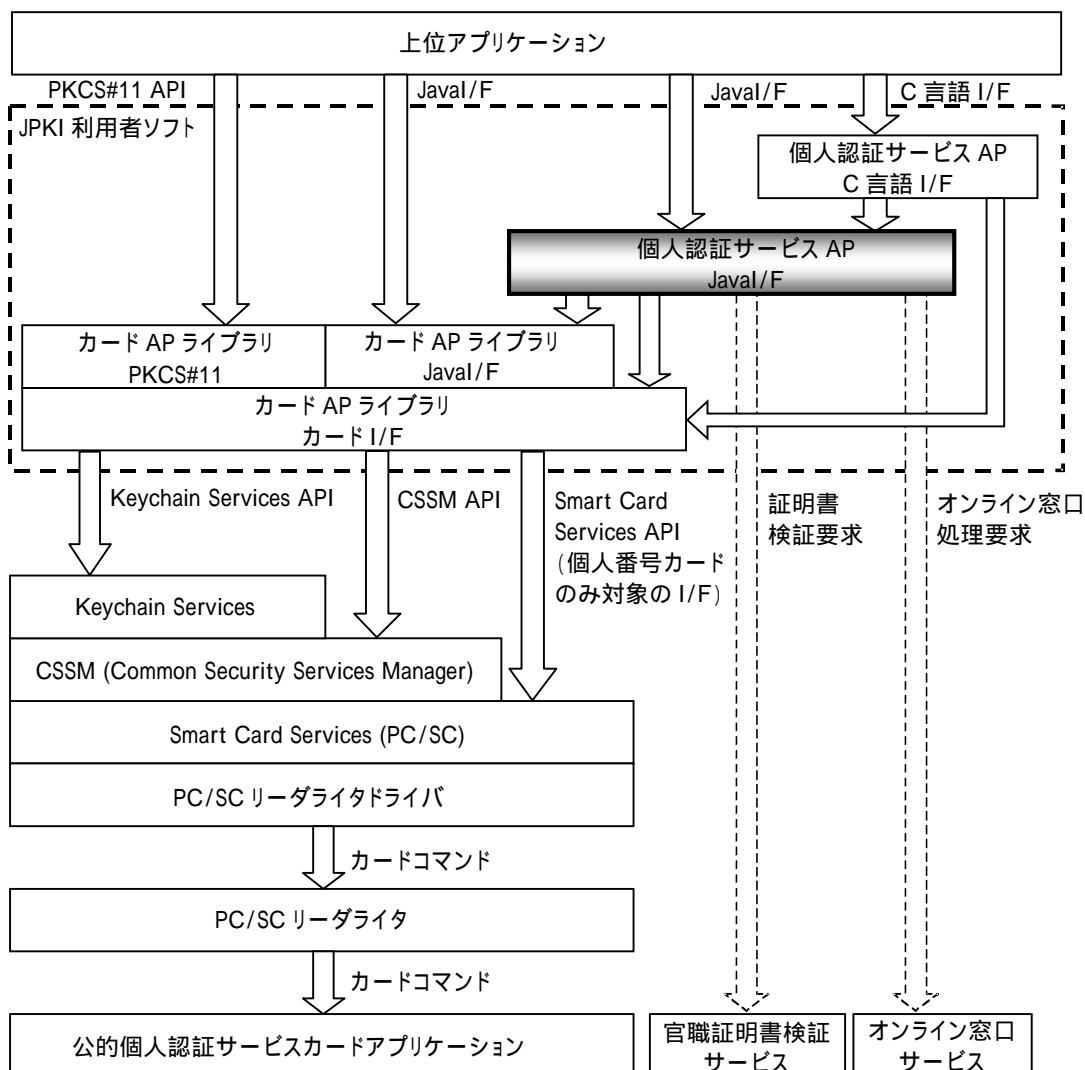 上位アプリケーション
PKCS#11 API
JavaI/F
JavaI/F
C 言語 I/F
JPKI 利用者ソフト
個人認証サービス AP
C 言語 I/F
個人認証サービス AP
JavaI/F
カード AP ライブラリ
PKCS#11
カード AP ライブラリ
JavaI/F
カード AP ライブラリ
カード I/F
Keychain Services API
CSSM API
Smart Card
Services API
(個人番号カード
のみ対象の I/F)
証明書
検証要求
オンライン窓口
処理要求
Keychain Services
CSSM (Common Security Services Manager)
Smart Card Services (PC/SC)
PC/SC リーダライタドライバ
カードコマンド
PC/SC リーダライタ
カードコマンド
公的個人認証サービスカードアプリケーション
官職証明書検証
サービス
オンライン窓口
サービス